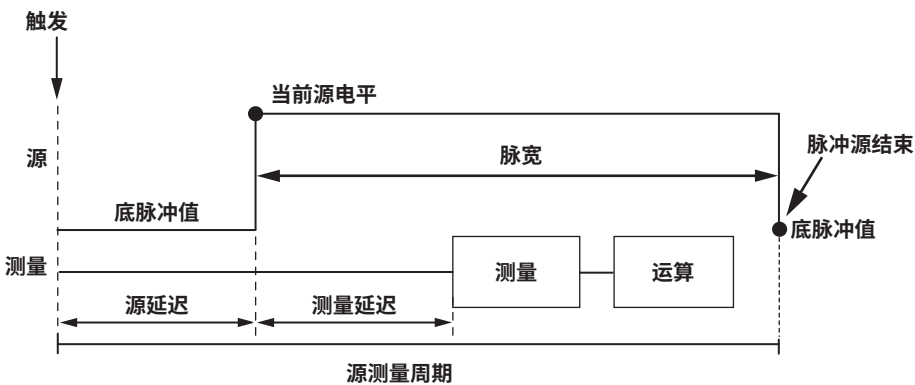 触发
当前源电平
脉冲源结束
源
脉宽
底脉冲值
底脉冲值
测量
测量
运算
源延迟
测量延迟
源测量周期